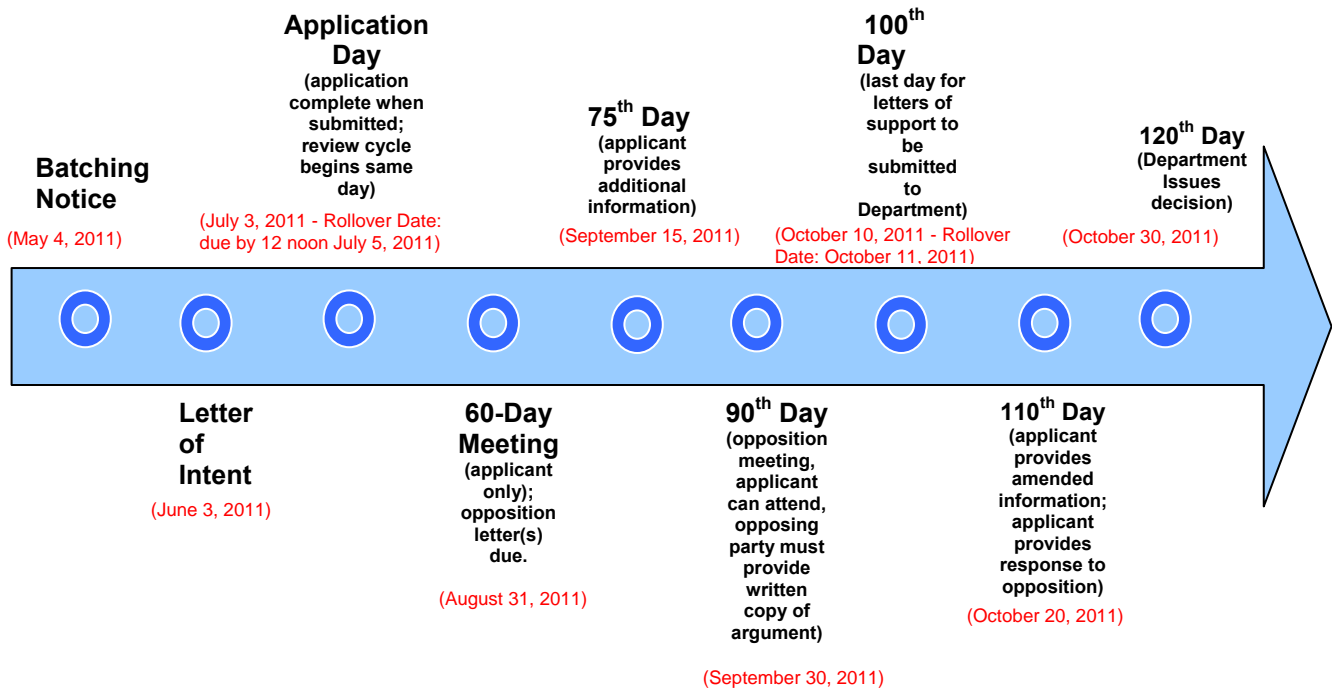 Batching
Notice
(May 4, 2011)
Letter
of
Intent
(June 3, 2011)
Application
Day
(application
complete when
submitted;
review cycle
begins same
day)
(July 3, 2011 - Rollover Date:
due by 12 noon July 5, 2011)
60-Day
Meeting
(applicant
only);
opposition
letter(s)
due.
(August 31, 2011)
75th Day
(applicant
provides
additional
information)
(September 15, 2011)
90th Day
(opposition
meeting,
applicant
can attend,
opposing
party must
provide
written
copy of
argument)
(September 30, 2011)
100th
Day
(last day for
letters of
support to
be
submitted
to
Department)
(October 10, 2011 - Rollover
Date: October 11, 2011)
110th Day
(applicant
provides
amended
information;
applicant
provides
response to
opposition)
(October 20, 2011)
120th Day
(Department
Issues
decision)
(October 30, 2011)